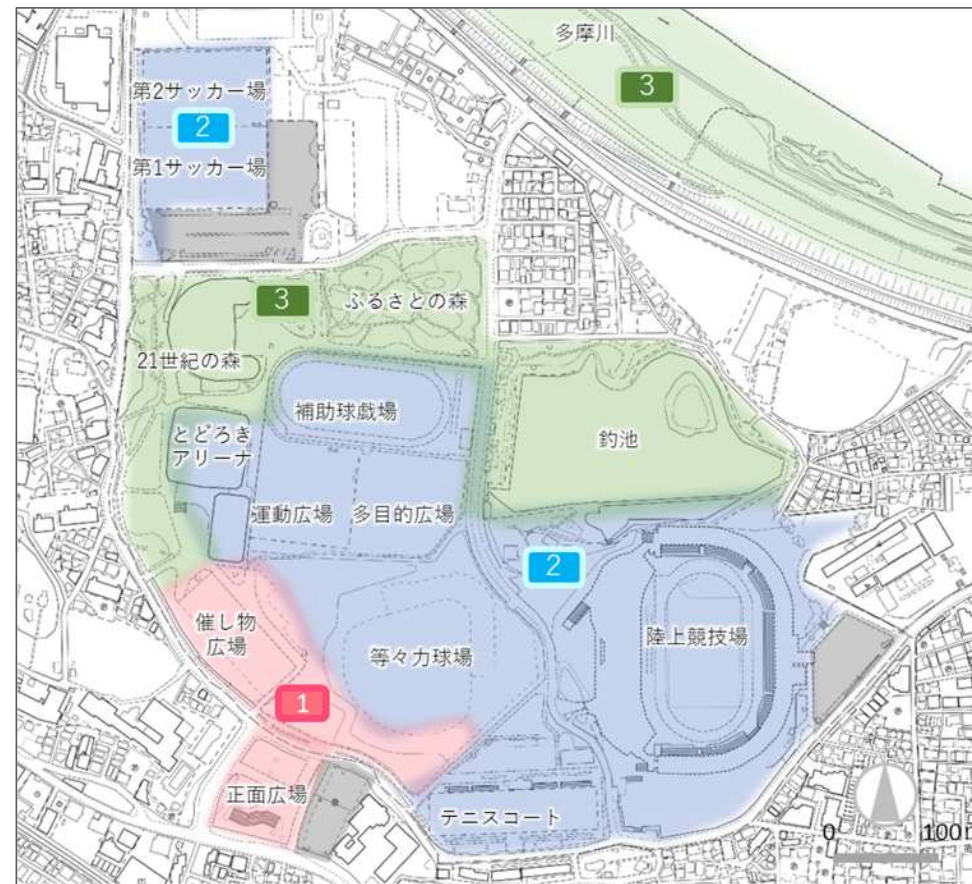 多摩川
3
第2サッカー場
2
第1サッカー場
3
ふるさとの森
21世紀の森
補助球戯場
とどろき
アリーナ
釣池
運動広場
多目的広場
2
催し物
広場
等々力球場
陸上競技場
1
正面広場
テニスコート
0
100m